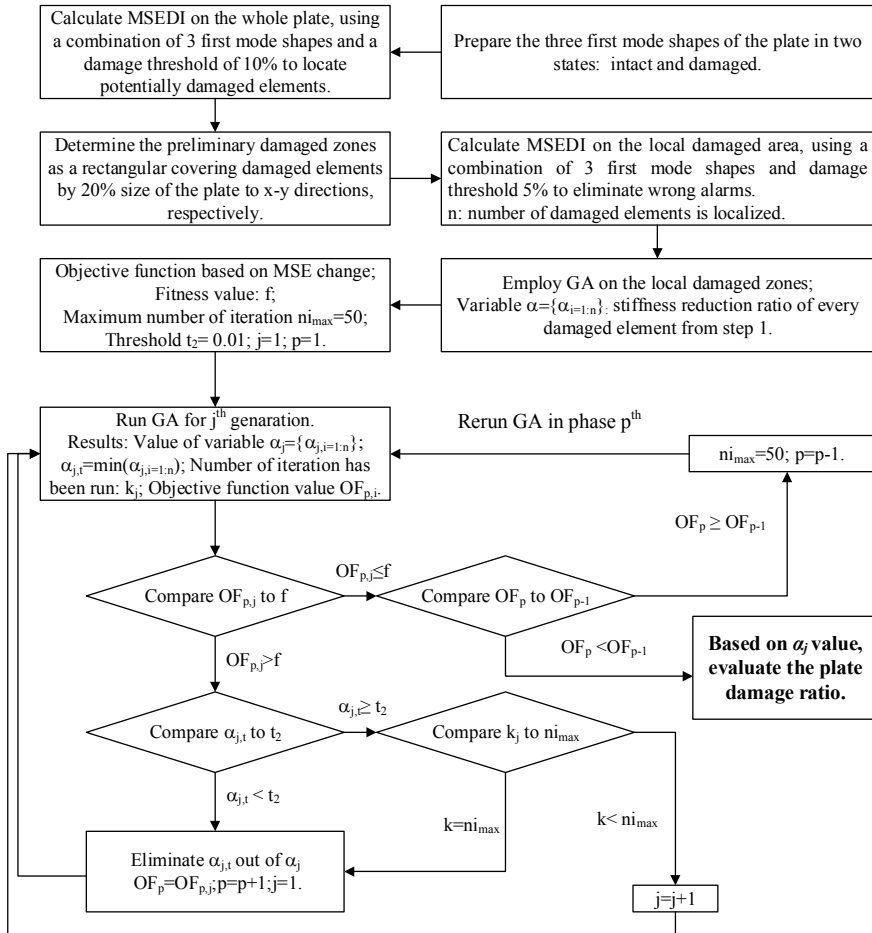 Calculate MSEDI on the whole plate, using
a combination of 3 first mode shapes and a
damage threshold of 10% to locate
potentially damaged elements.
Prepare the three first mode shapes of the plate in two
states:  intact and damaged.
Determine the preliminary damaged zones
as a rectangular covering damaged elements
by 20% size of the plate to x-y directions,
respectively.
Calculate MSEDI on the local damaged area, using a
combination of 3 first mode shapes and damage
threshold 5% to eliminate wrong alarms.
n: number of damaged elements is localized.
Objective function based on MSE change;
Fitness value: f;
Maximum number of iteration ni_max=50;
Threshold t_2= 0.01; j=1; p=1.
Employ GA on the local damaged zones;
Variable α={α_i=1:n}: stiffness reduction ratio of every
damaged element from step 1.
Run GA for j^th genaration.
Results: Value of variable α_j={α_j,i=1:n};
α_j,t=min(α_j,i=1:n); Number of iteration has
been run: k_j; Objective function value OF_p,i.
Rerun GA in phase p^th
ni_max=50; p=p-1.
OF_p ≥ OF_p-1
OF_p,j≤f
Compare OF_p,j to f
Compare OF_p to OF_p-1
OF_p <OF_p-1
Based on α_j value,
evaluate the plate
damage ratio.
OF_p,j>f
α_j,t≥ t_2
Compare α_j,t to t_2
Compare k_j to ni_max
α_j,t < t_2
k=ni_max
k< ni_max
Eliminate α_j,t out of α_j
OF_p=OF_p,j;p=p+1;j=1.
j=j+1